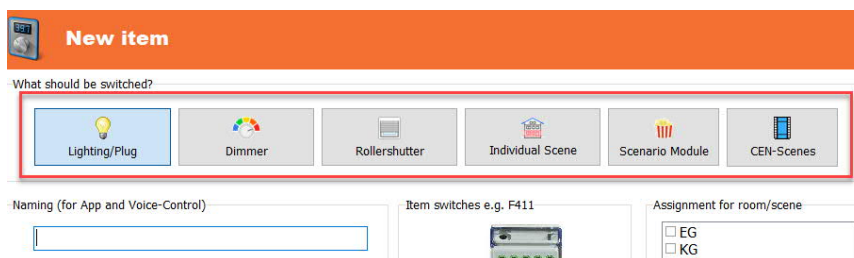 New item
What should be switched?
Lighting/Plug
Dimmer
Rollershutter
Individual Scene
Scenario Module
CEN-Scenes
Naming (for App and Voice-Control)
Item switches e.g. F411
Assignment for room/scene
EG
KG